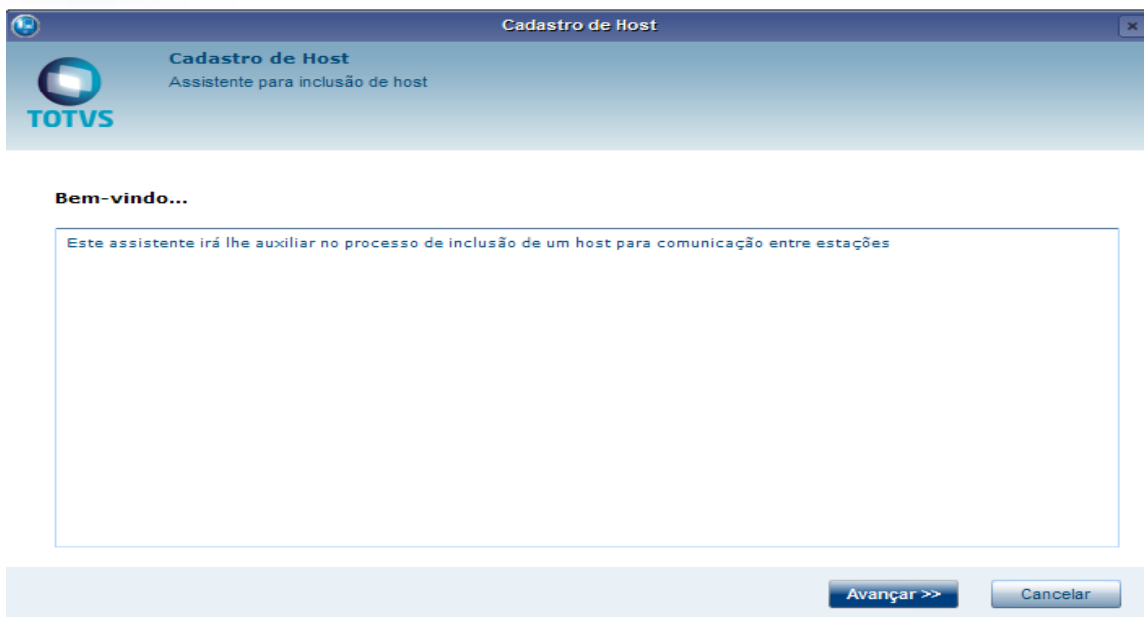 Cadastro de Host
Cadastro de Host
Assistente para inclusão de host
TOTVS
Bem-vindo...
Este assistente irá lhe auxiliar no processo de inclusão de um host para comunicação entre estações
Avançar >>
Cancelar